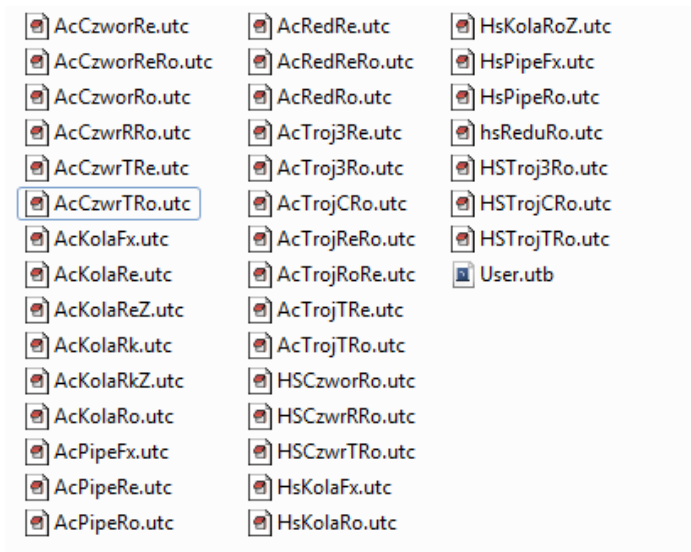 AcCzworRe.utc
AcCzworReRo.utc
AcCzworRo.utc
AcCzwrRRo.utc
AcCzwrTRe.utc
AcCzwrTRo.utc
AcKolaFx.utc
AcKolaRe.utc
AcKolaReZ.utc
AcKolaRk.utc
AcKolaRkZ.utc
AcKolaRo.utc
AcPipeFx.utc
AcPipeRe.utc
AcPipeRo.utc
AcRedRe.utc
AcRedReRo.utc
AcRedRo.utc
AcTroj3Re.utc
AcTroj3Ro.utc
AcTrojCRo.utc
AcTrojReRo.utc
AcTrojRoRe.utc
AcTrojTRe.utc
AcTrojTRo.utc
HSCzworRo.utc
HSCzwrRRo.utc
HSCzwrTRo.utc
HsKolaFx.utc
HsKolaRo.utc
HsKolaRoZ.utc
HsPipeFx.utc
HsPipeRo.utc
hsReduRo.utc
HSTroj3Ro.utc
HSTrojCRo.utc
HSTrojTRo.utc
User.utb